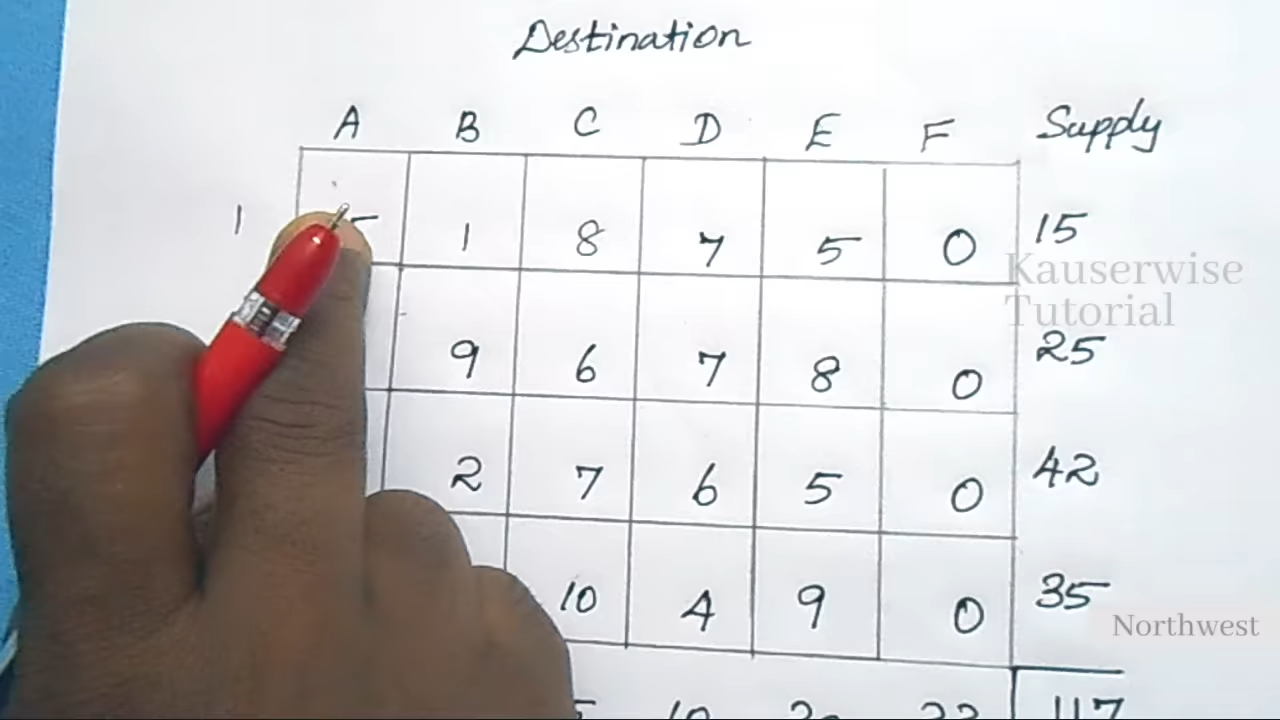 Destination
A B C D E F Supply
1 1 8 7 5 0 15
Kauserwise
Tutorial
9 6 7 8 0 25
2 7 6 5 0 42
10 4 9 0 35
Northwest
117